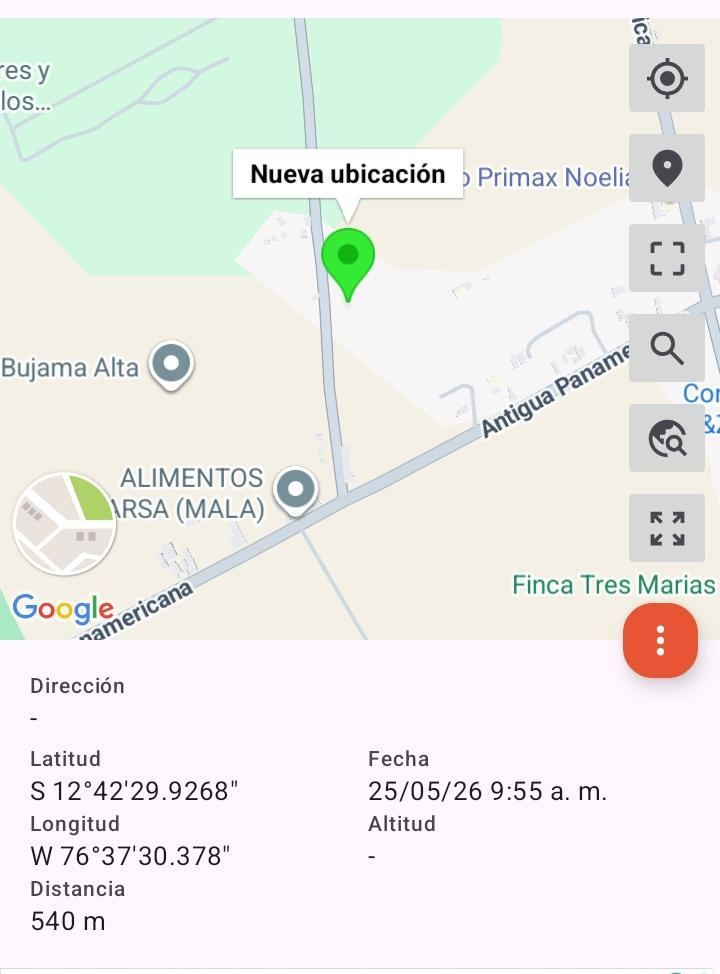 res y
los...
Nueva ubicación
o Primax Noelia
Bujama Alta
Antigua Paname
Cor
&Z
ALIMENTOS
ARSA (MALA)
Finca Tres Marias
Google
namericana
Dirección
-
Latitud
S 12°42'29.9268"
Fecha
25/05/26 9:55 a. m.
Longitud
W 76°37'30.378"
Altitud
-
Distancia
540 m